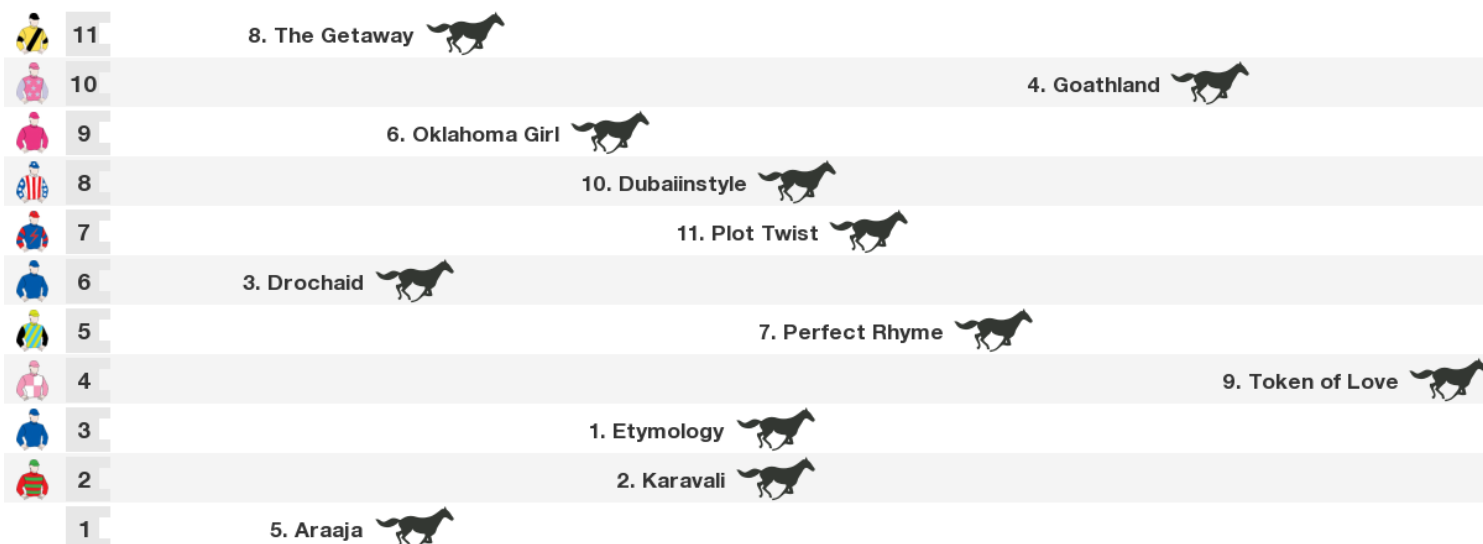 11 8. The Getaway
10 4. Goathland
9 6. Oklahoma Girl
8 10. Dubaiinstyle
7 11. Plot Twist
6 3. Drochaid
5 7. Perfect Rhyme
4 9. Token of Love
3 1. Etymology
2 2. Karavali
1 5. Araaja